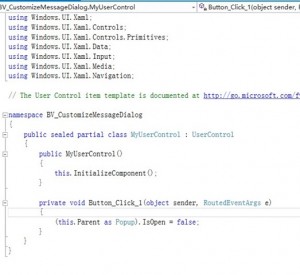 BV_CustomizeMessageDialog.MyUserControl
Button_Click_1(object sender, R
using Windows.UI.Xaml;
using Windows.UI.Xaml.Controls;
using Windows.UI.Xaml.Controls.Primitives;
using Windows.UI.Xaml.Data;
using Windows.UI.Xaml.Input;
using Windows.UI.Xaml.Media;
using Windows.UI.Xaml.Navigation;
// The User Control item template is documented at http://go.microsoft.com/f
namespace BV_CustomizeMessageDialog
{
public sealed partial class MyUserControl : UserControl
{
public MyUserControl()
{
this.InitializeComponent();
}
private void Button_Click_1(object sender, RoutedEventArgs e)
{
(this.Parent as Popup).IsOpen = false;
}
}
}